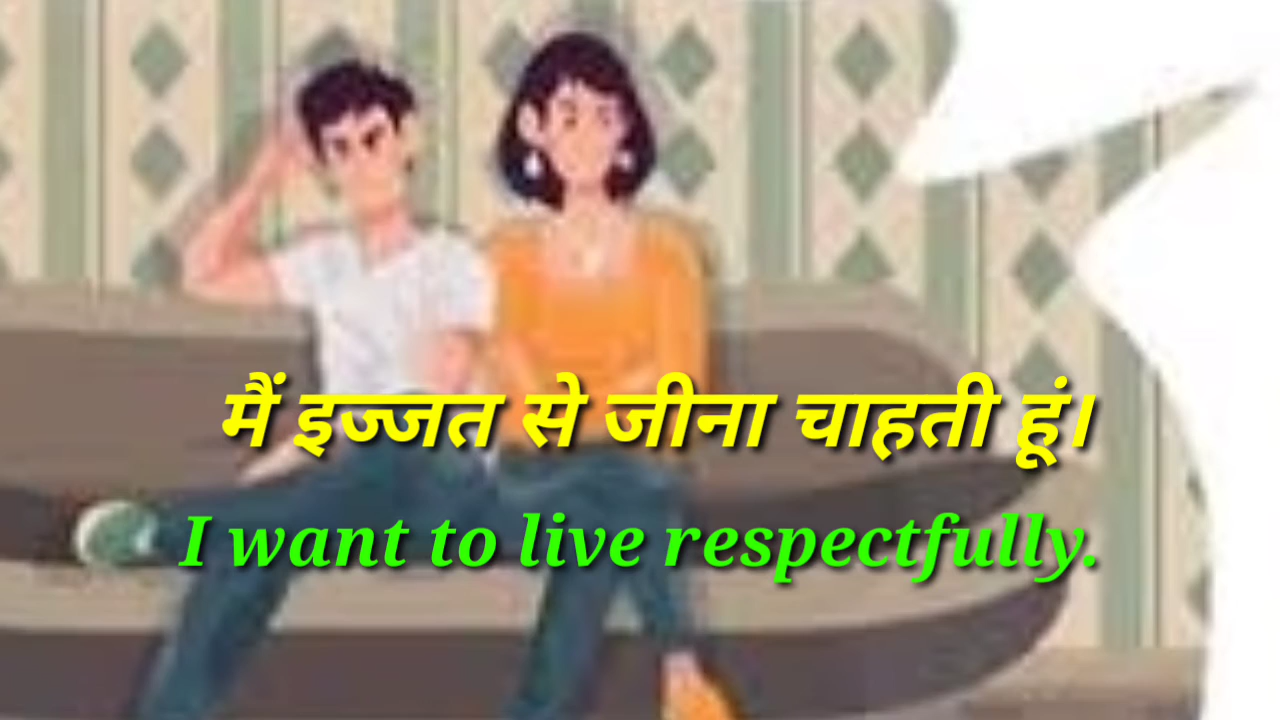 मैं इज्जत से जीना चाहती हूं।
I want to live respectfully.